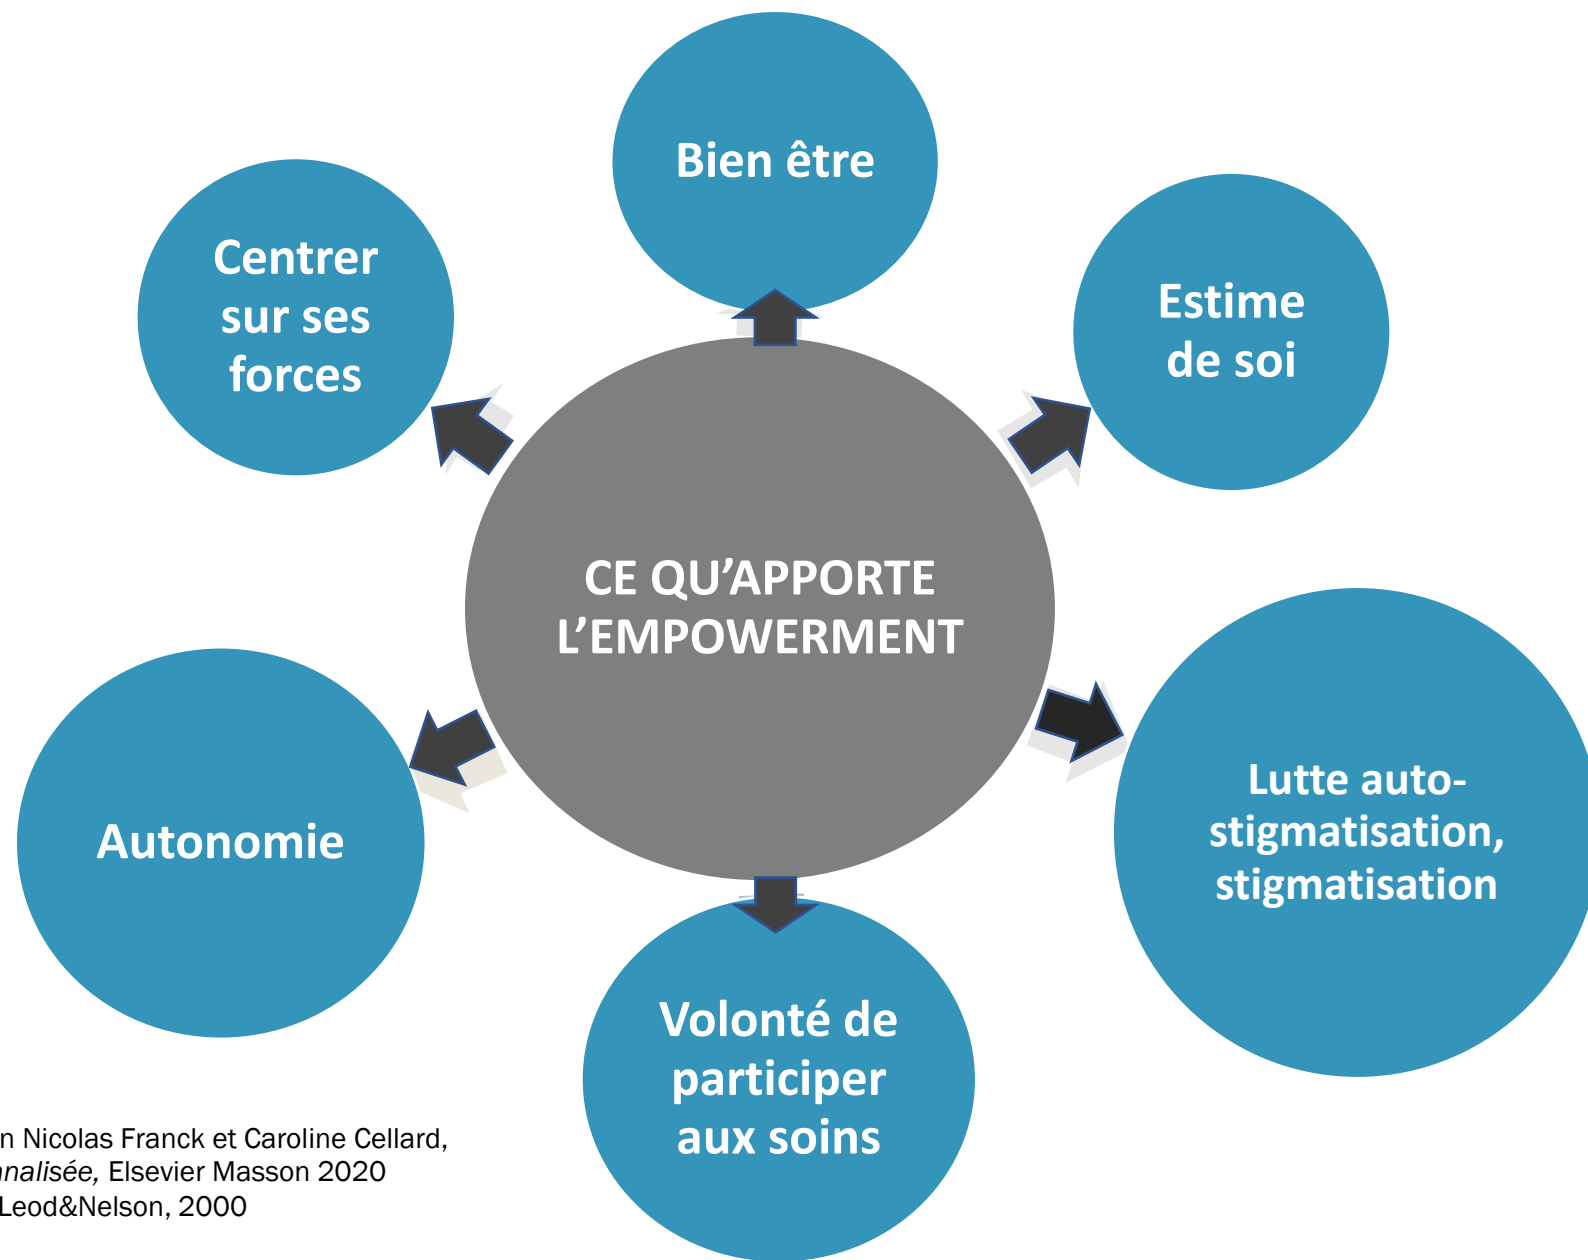 Bien être
Centrer
sur ses
forces
Estime
de soi
CE QU’APPORTE
L’EMPOWERMENT
Lutte auto-
stigmatisation,
stigmatisation
Autonomie
Volonté de
participer
aux soins
n Nicolas Franck et Caroline Cellard,
nnalisée, Elsevier Masson 2020
Leod&Nelson, 2000